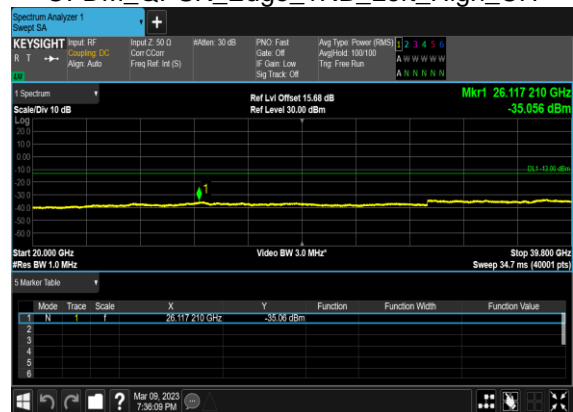 Spectrum Analyzer 1
Swept SA
+
KEYSIGHT Input: RF Input Z: 50 Ω #Atten: 30 dB PNO: Fast Avg Type: Power (RMS) 1 2 3 4 5 6
R T Coupling: DC Corr CCorr Gate: Off Avg|Hold: 100/100 A W W W W W
Align: Auto Freq Ref: Int (S) IF Gain: Low Trig: Free Run
LW Sig Track: Off A N N N N N
1 Spectrum Ref Lvl Offset 15.68 dB Mkr1 26.117 210 GHz
Scale/Div 10 dB Ref Level 30.00 dBm -35.056 dBm
Log
20.0
10.0
0.00
-10.0
DL1 -13.00 dBm
-20.0
1
-30.0
-40.0
-50.0
-60.0
Start 20.000 GHz Video BW 3.0 MHz* Stop 39.800 GHz
#Res BW 1.0 MHz Sweep 34.7 ms (40001 pts)
5 Marker Table
Mode Trace Scale X Y Function Function Width Function Value
1 N 1 f 26.117 210 GHz -35.06 dBm
2
3
4
5
6
? Mar 09, 2023
7:36:09 PM